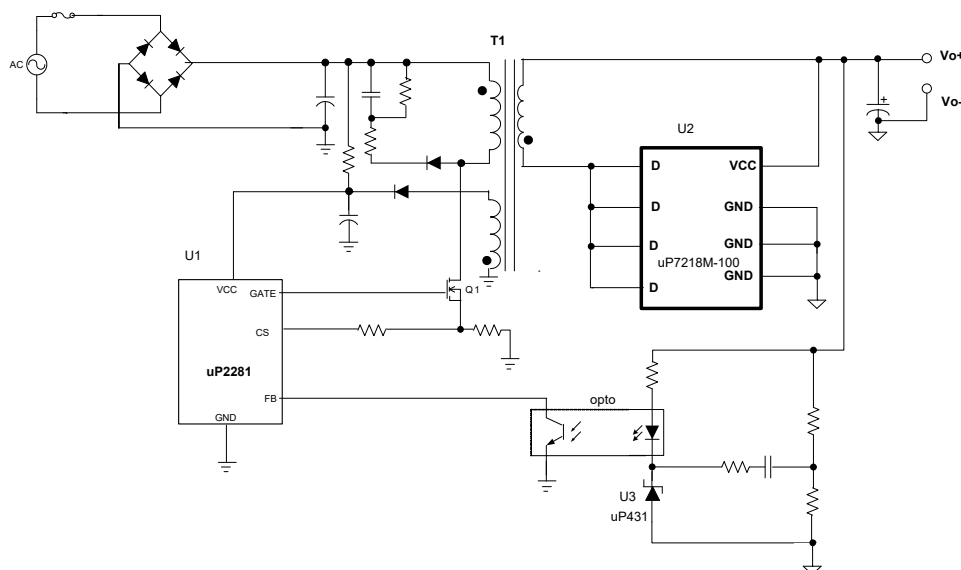 T1
Vo+
AC
Vo-
U2
D
VCC
D
GND
U1
D
GND
uP7218M-100
GND
D
VCC
GATE
Q1
CS
uP2281
FB
opto
GND
U3
uP431
+